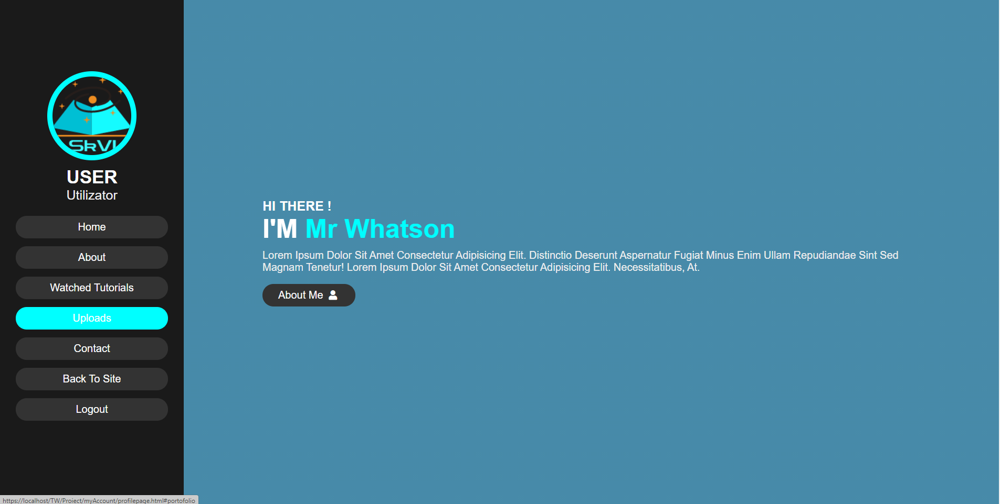 SkVI
USER
Utilizator
Home
About
Watched Tutorials
Uploads
Contact
Back To Site
Logout
HI THERE !
I'M Mr Whatson
Lorem Ipsum Dolor Sit Amet Consectetur Adipisicing Elit. Distinctio Deserunt Aspernatur Fugiat Minus Enim Ullam Repudiandae Sint Sed
Magnam Tenetur! Lorem Ipsum Dolor Sit Amet Consectetur Adipisicing Elit. Necessitatibus, At.
About Me
https://localhost/TW/Proiect/myAccount/profilepage.html#portofolio